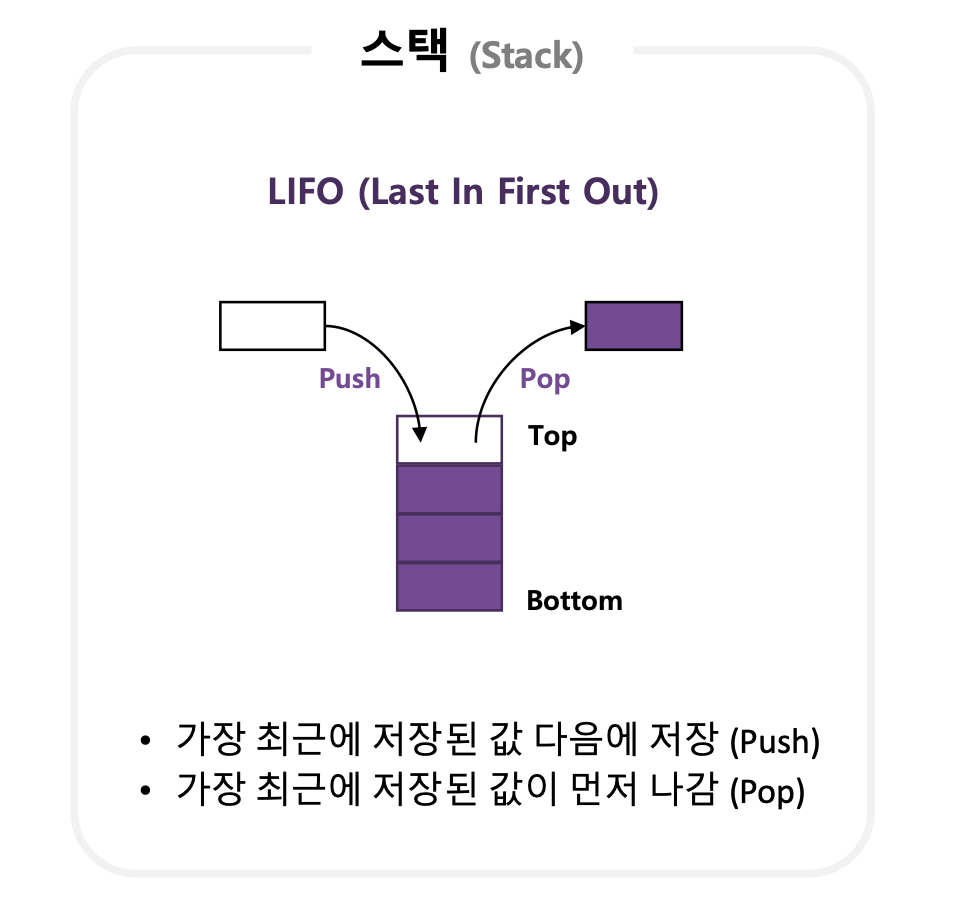 스택 (Stack)
LIFO (Last In First Out)
Push
Pop
Top
Bottom
• 가장 최근에 저장된 값 다음에 저장 (Push)
• 가장 최근에 저장된 값이 먼저 나감 (Pop)